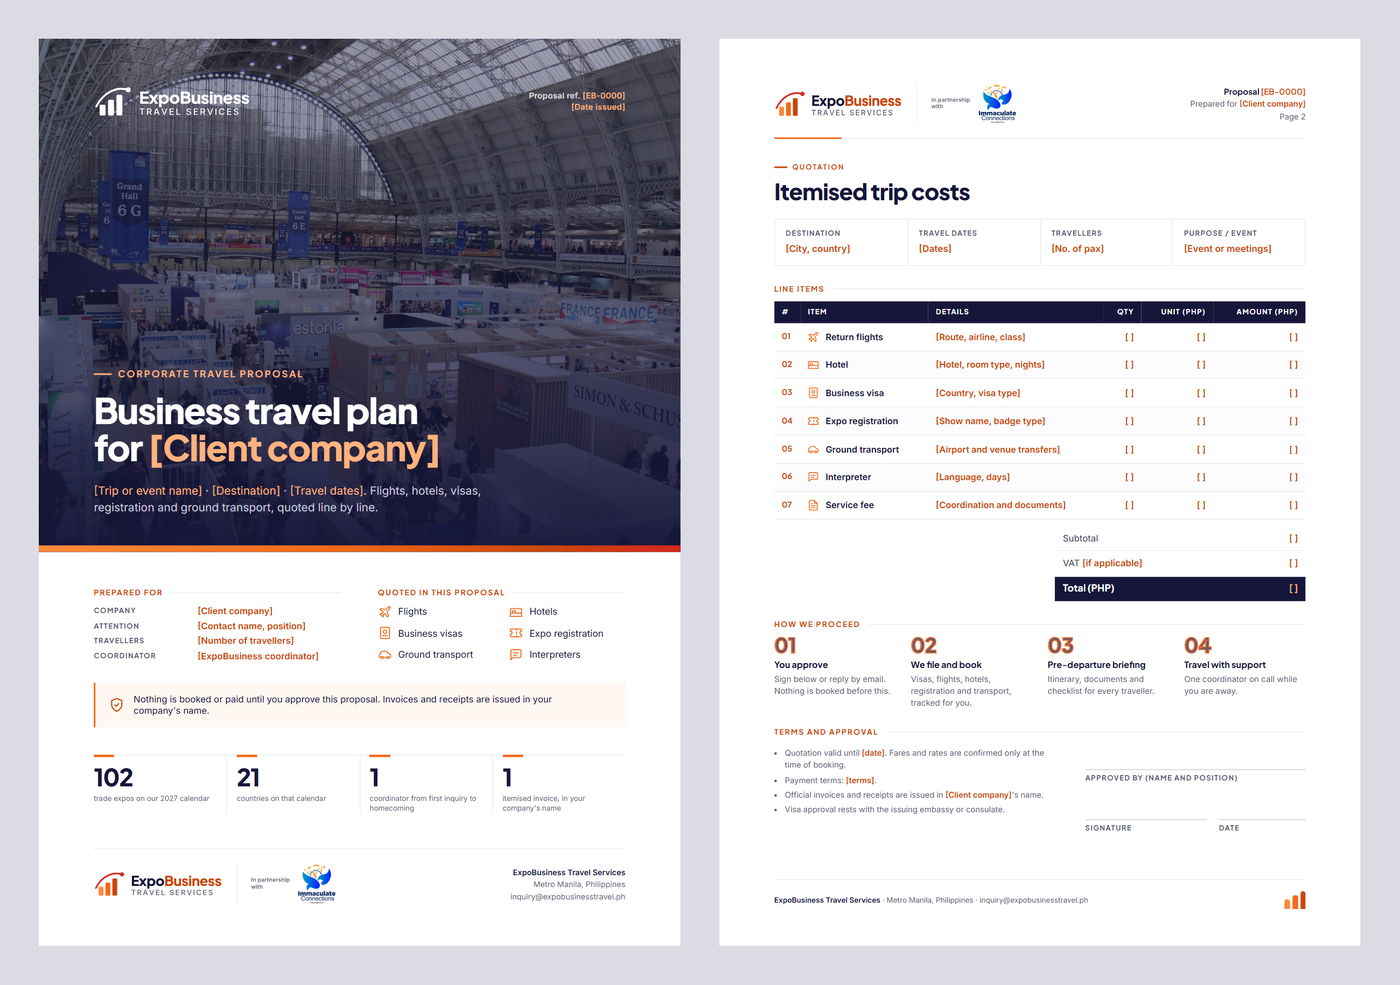 ExpoBusiness
TRAVEL SERVICES
Proposal ref. [EB-0000]
[Date issued]
Grand
Hall
6 G
Grand
Hall
6 E
FRANCE
FRANCE
estonia
SIMON & SCHUS
CORPORATE TRAVEL PROPOSAL
Business travel plan
for [Client company]
[Trip or event name] · [Destination] · [Travel dates]. Flights, hotels, visas,
registration and ground transport, quoted line by line.
PREPARED FOR
COMPANY [Client company]
ATTENTION [Contact name, position]
TRAVELLERS [Number of travellers]
COORDINATOR [ExpoBusiness coordinator]
QUOTED IN THIS PROPOSAL
Flights
Hotels
Business visas
Expo registration
Ground transport
Interpreters
Nothing is booked or paid until you approve this proposal. Invoices and receipts are issued in your
company's name.
102
trade expos on our 2027 calendar
21
countries on that calendar
1
coordinator from first inquiry to
homecoming
1
itemised invoice, in your
company's name
ExpoBusiness
TRAVEL SERVICES
In partnership
with
Immaculate
Connections
ExpoBusiness Travel Services
Metro Manila, Philippines
inquiry@expobusinesstravel.ph
ExpoBusiness
TRAVEL SERVICES
In partnership
with
Immaculate
Connections
Proposal [EB-0000]
Prepared for [Client company]
Page 2
QUOTATION
Itemised trip costs
DESTINATION
[City, country]
TRAVEL DATES
[Dates]
TRAVELLERS
[No. of pax]
PURPOSE / EVENT
[Event or meetings]
LINE ITEMS
# ITEM DETAILS QTY UNIT (PHP) AMOUNT (PHP)
01 Return flights [Route, airline, class] [ ] [ ] [ ]
02 Hotel [Hotel, room type, nights] [ ] [ ] [ ]
03 Business visa [Country, visa type] [ ] [ ] [ ]
04 Expo registration [Show name, badge type] [ ] [ ] [ ]
05 Ground transport [Airport and venue transfers] [ ] [ ] [ ]
06 Interpreter [Language, days] [ ] [ ] [ ]
07 Service fee [Coordination and documents] [ ] [ ] [ ]
Subtotal [ ]
VAT [if applicable] [ ]
Total (PHP) [ ]
HOW WE PROCEED
01
You approve
Sign below or reply by email.
Nothing is booked before this.
02
We file and book
Visas, flights, hotels,
registration and transport,
tracked for you.
03
Pre-departure briefing
Itinerary, documents and
checklist for every traveller.
04
Travel with support
One coordinator on call while
you are away.
TERMS AND APPROVAL
• Quotation valid until [date]. Fares and rates are confirmed only at the
time of booking.
• Payment terms: [terms].
• Official invoices and receipts are issued in [Client company]'s name.
• Visa approval rests with the issuing embassy or consulate.
APPROVED BY (NAME AND POSITION)
SIGNATURE
DATE
ExpoBusiness Travel Services · Metro Manila, Philippines · inquiry@expobusinesstravel.ph